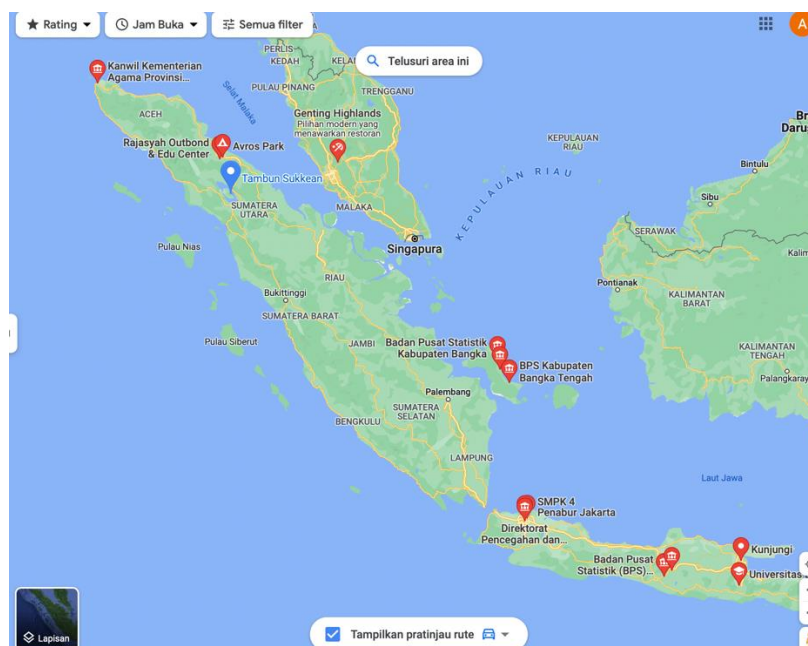 Rating
Jam Buka
Semua filter
A
Telusuri area ini
Kanwil Kementerian
Agama Provinsi...
PERLIS
KEDAH
PULAU PINANG
TRENGGANU
Selat Malaka
ACEH
Genting Highlands
Pilihan modern yang
menawarkan restoran
KEPULAUAN
RIAU
Br
Darus
Bintulu
Rajasyah Outbond
& Edu Center
Avros Park
Tambun Sukkean
SUMATERA
UTARA
MALAKA
KEPULAUAN RIAU
Sibu
SERAWAK
Singapura
Pulau Nias
RIAU
Kalim
Pontianak
KALIMANTAN
BARAT
Bukittinggi
SUMATERA BARAT
Pulau Siberut
JAMBI
Badan Pusat Statistik
Kabupaten Bangka
BPS Kabupaten
Bangka Tengah
KALIMANTAN
TENGAH
Palangkaray
Palembang
SUMATERA
SELATAN
BENGKULU
LAMPUNG
Laut Jawa
SMPK 4
Penabur Jakarta
Direktorat
Pencegahan dan...
Badan Pusat
Statistik (BPS)...
Kunjungi
Universitas
Lapisan
Tampilkan pratinjau rute